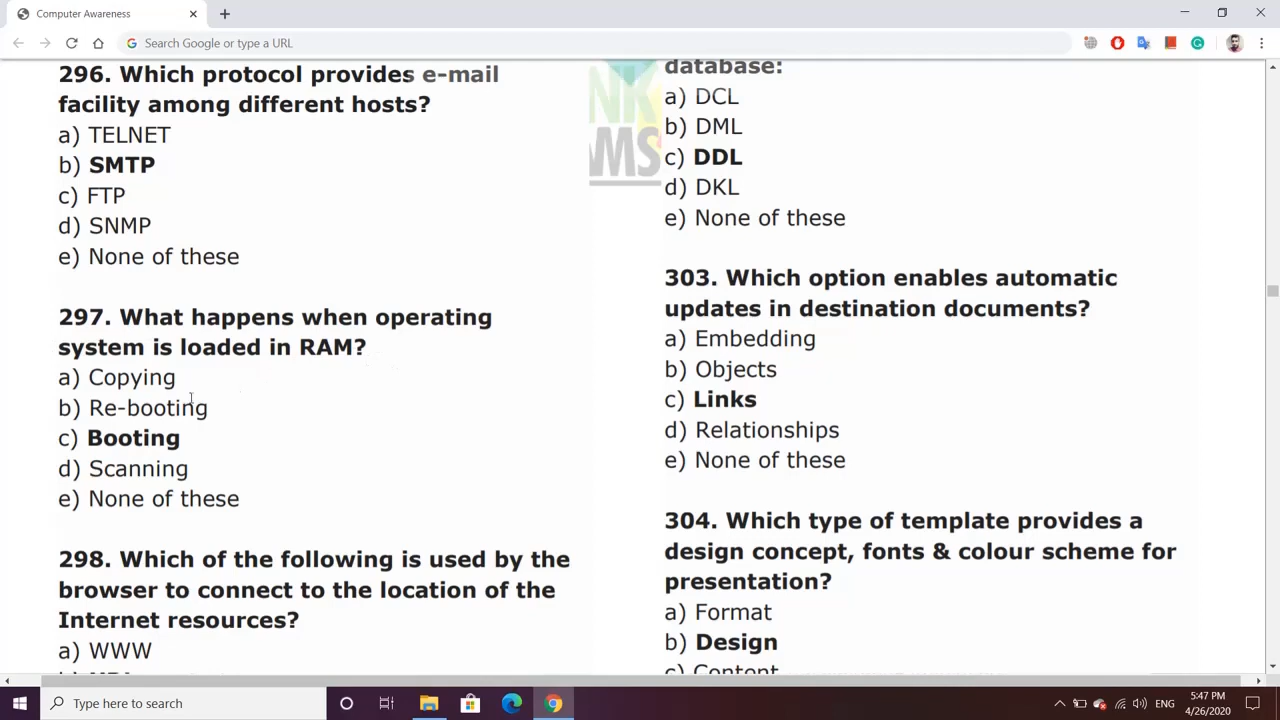 Computer Awareness
Search Google or type a URL
296. Which protocol provides e-mail
facility among different hosts?
a) TELNET
b) SMTP
c) FTP
d) SNMP
e) None of these
297. What happens when operating
system is loaded in RAM?
a) Copying
b) Re-booting
c) Booting
d) Scanning
e) None of these
298. Which of the following is used by the
browser to connect to the location of the
Internet resources?
a) WWW
NK
MS
database:
a) DCL
b) DML
c) DDL
d) DKL
e) None of these
303. Which option enables automatic
updates in destination documents?
a) Embedding
b) Objects
c) Links
d) Relationships
e) None of these
304. Which type of template provides a
design concept, fonts & colour scheme for
presentation?
a) Format
b) Design
c) Content
Type here to search
ENG
5:47 PM
4/26/2020